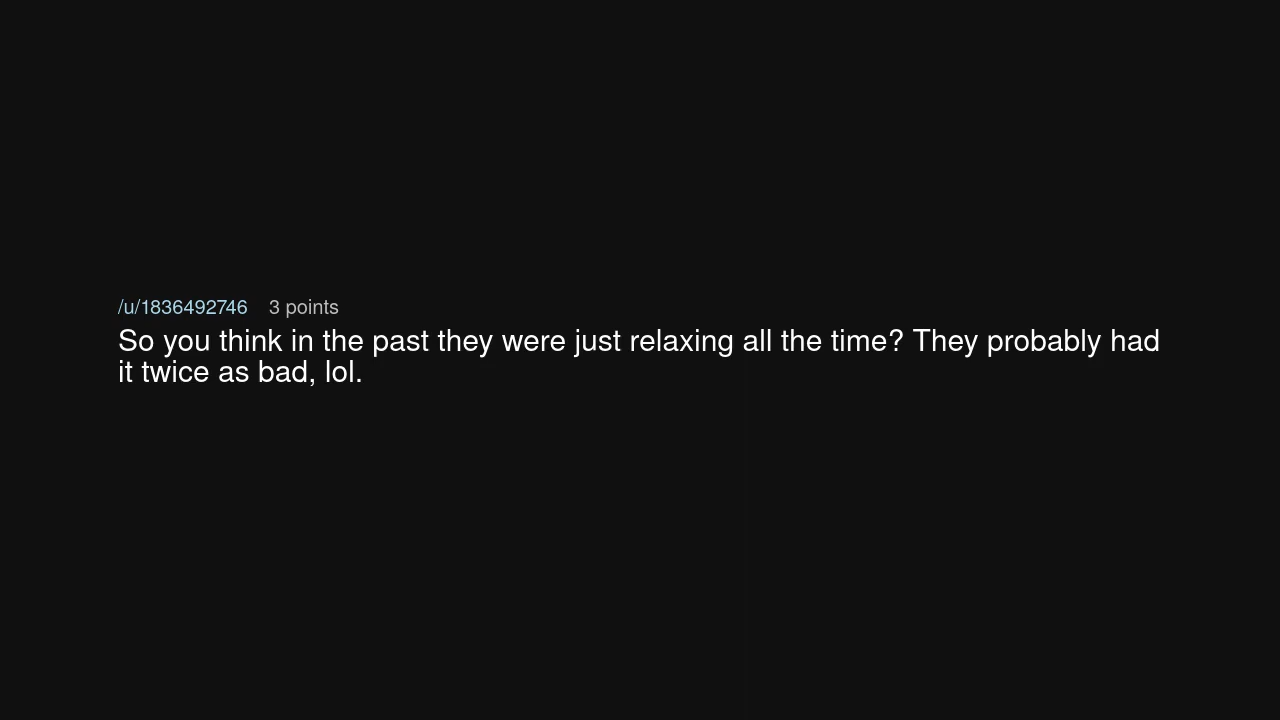 /u/1836492746 3 points
So you think in the past they were just relaxing all the time? They probably had
it twice as bad, lol.